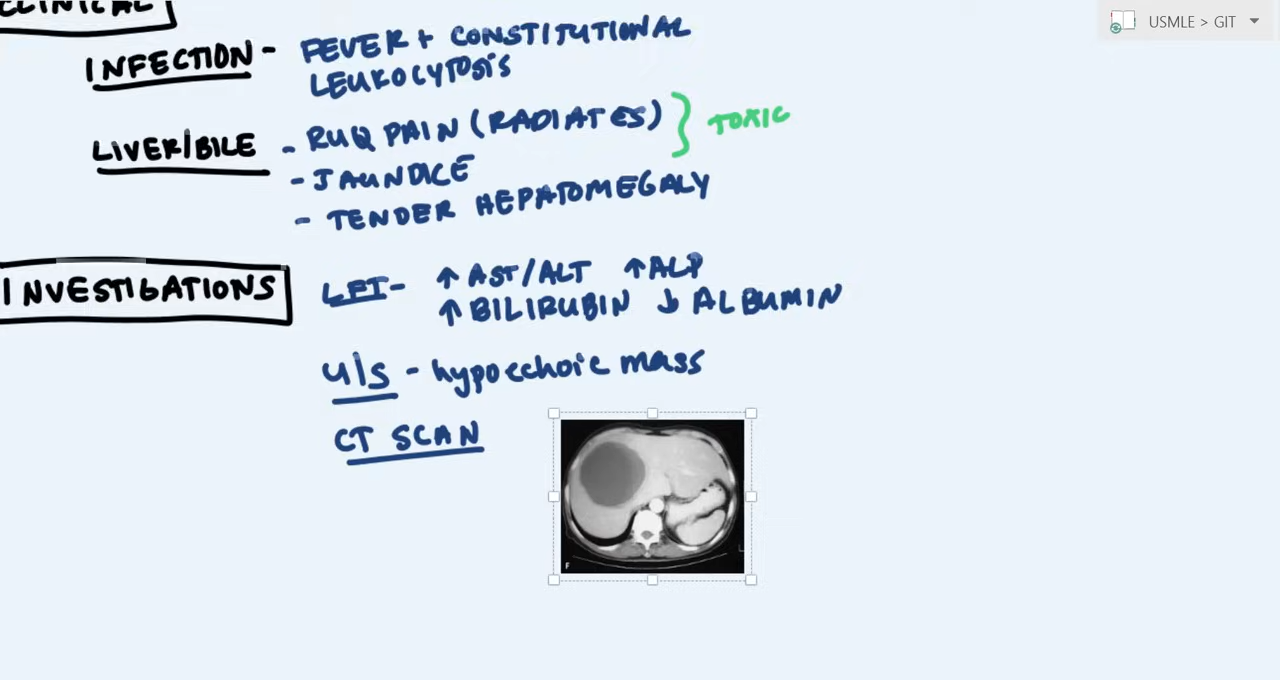 CLINICAL
USMLE > GIT
INFECTION - FEVER + CONSTITUTIONAL
LEUKOCYTOSIS
LIVER/BILE - RUQ PAIN (RADIATES) } TOXIC
- JAUNDICE
- TENDER HEPATOMEGALY
INVESTIGATIONS LFT - ↑ AST/ALT ↑ ALP
↑ BILIRUBIN ↓ ALBUMIN
U/S - hypoechoic mass
CT SCAN
F